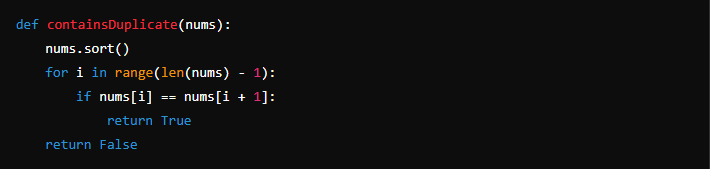 def containsDuplicate(nums):
    nums.sort()
    for i in range(len(nums) - 1):
        if nums[i] == nums[i + 1]:
            return True
    return False